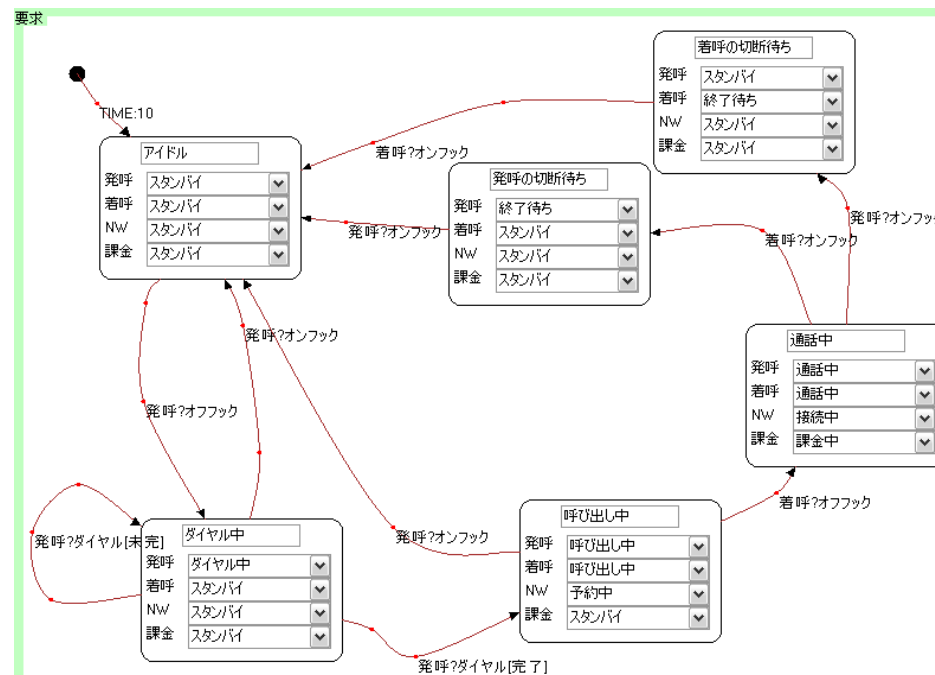 要求
TIME:10
着呼の切断待ち
発呼 スタンバイ
着呼 終了待ち
NW スタンバイ
課金 スタンバイ
着呼?オンフック
アイドル
発呼 スタンバイ
着呼 スタンバイ
NW スタンバイ
課金 スタンバイ
発呼の切断待ち
発呼 終了待ち
着呼 スタンバイ
NW スタンバイ
課金 スタンバイ
発呼?オンフック
着呼?オンフック
発呼?オンフック
発呼?オンフック
通話中
発呼 通話中
着呼 通話中
NW 接続中
課金 課金中
発呼?オフフック
着呼?オフフック
発呼?オンフック
発呼?ダイヤル[未完]
ダイヤル中
発呼 ダイヤル中
着呼 スタンバイ
NW スタンバイ
課金 スタンバイ
呼び出し中
発呼 呼び出し中
着呼 呼び出し中
NW 予約中
課金 スタンバイ
発呼?ダイヤル[完了]